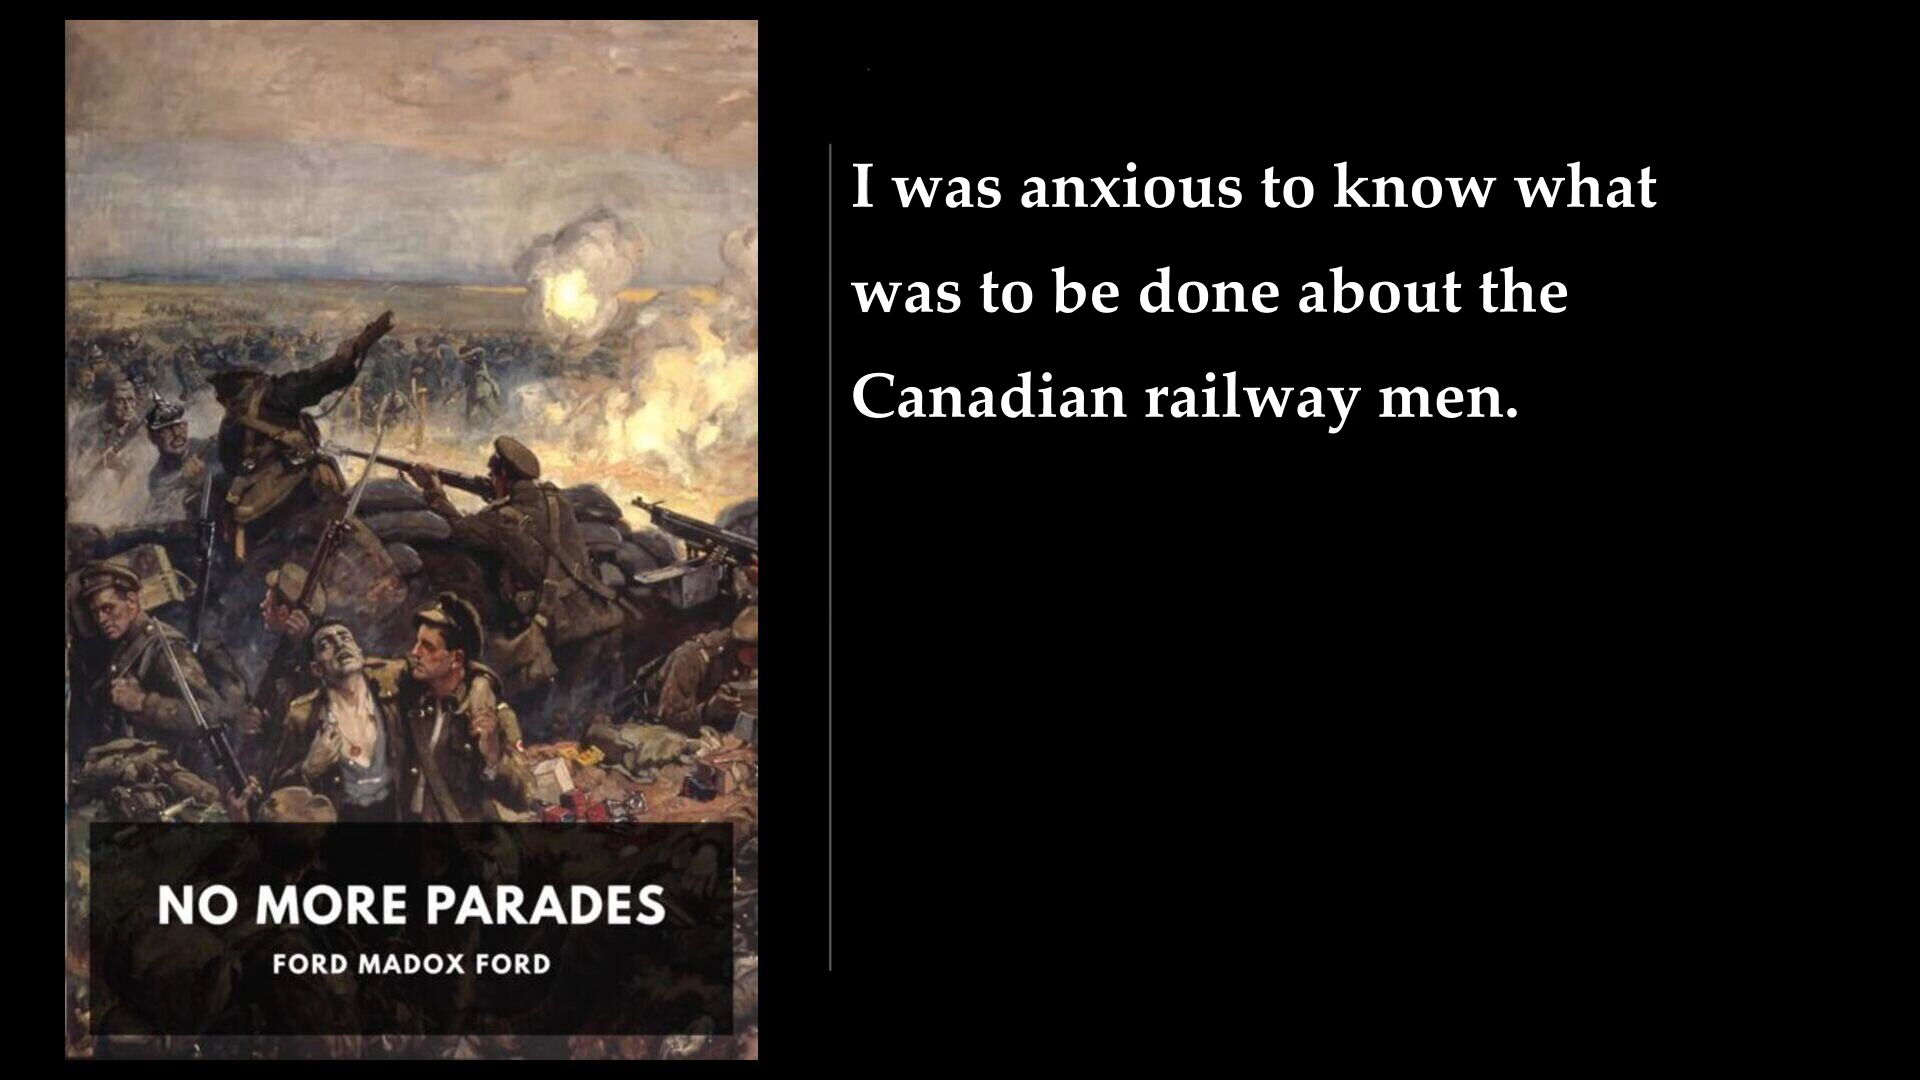 I was anxious to know what
was to be done about the
Canadian railway men.
NO MORE PARADES
FORD MADOX FORD